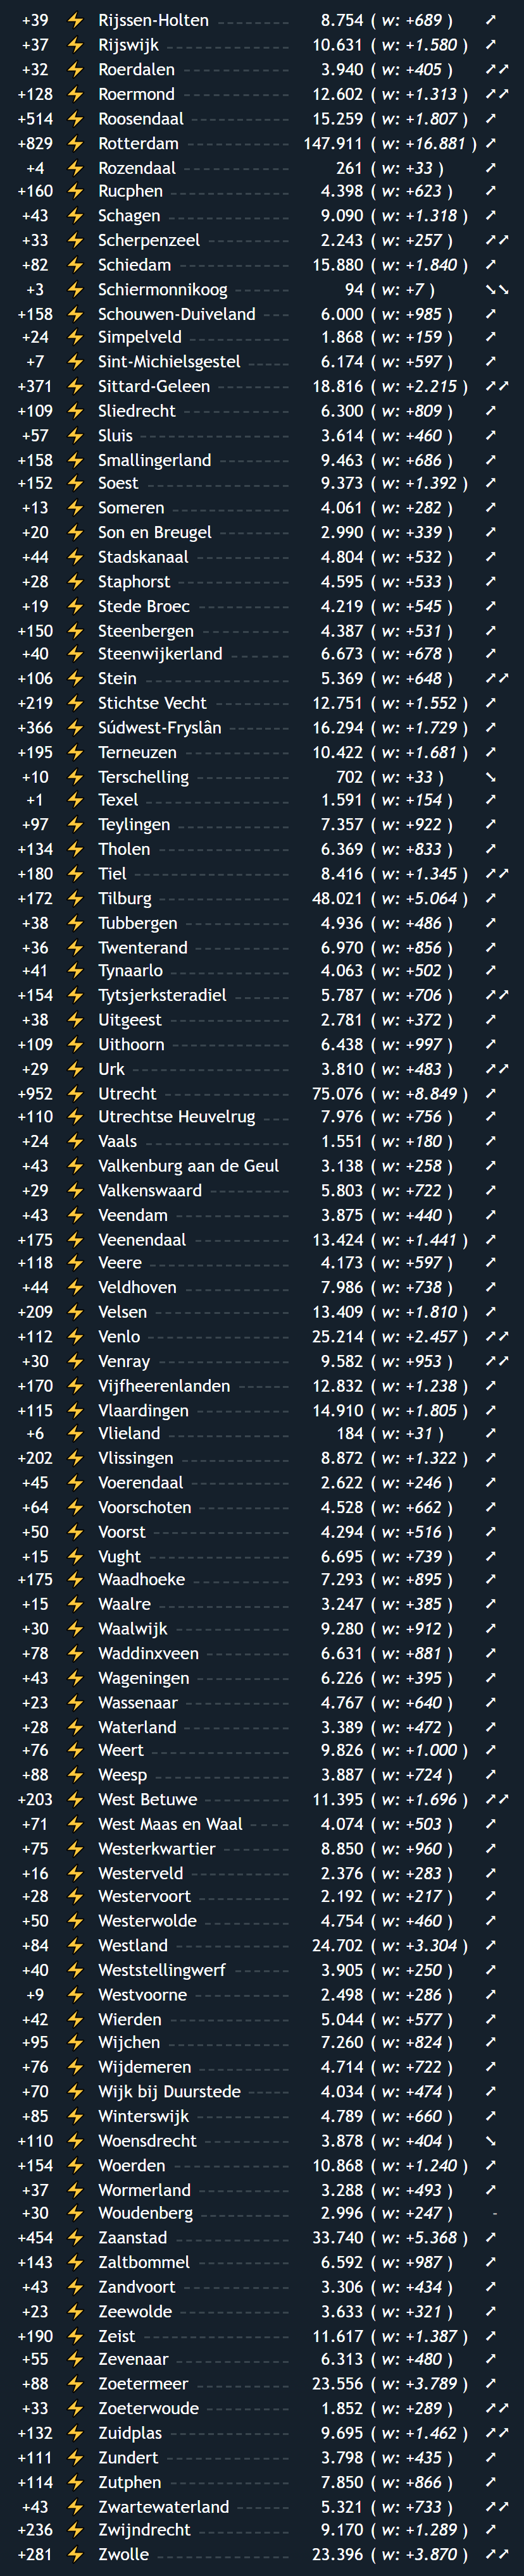 +39 ⚡ Rijssen-Holten 8.754 ( w: +689 ) ➚
+37 ⚡ Rijswijk 10.631 ( w: +1.580 ) ➚
+32 ⚡ Roerdalen 3.940 ( w: +405 ) ➚➚
+128 ⚡ Roermond 12.602 ( w: +1.313 ) ➚➚
+514 ⚡ Roosendaal 15.259 ( w: +1.807 ) ➚
+829 ⚡ Rotterdam 147.911 ( w: +16.881 ) ➚
+4 ⚡ Rozendaal 261 ( w: +33 ) ➚
+160 ⚡ Rucphen 4.398 ( w: +623 ) ➚
+43 ⚡ Schagen 9.090 ( w: +1.318 ) ➚
+33 ⚡ Scherpenzeel 2.243 ( w: +257 ) ➚➚
+82 ⚡ Schiedam 15.880 ( w: +1.840 ) ➚
+3 ⚡ Schiermonnikoog 94 ( w: +7 ) ➘➘
+158 ⚡ Schouwen-Duiveland 6.000 ( w: +985 ) ➚
+24 ⚡ Simpelveld 1.868 ( w: +159 ) ➚
+7 ⚡ Sint-Michielsgestel 6.174 ( w: +597 ) ➚
+371 ⚡ Sittard-Geleen 18.816 ( w: +2.215 ) ➚➚
+109 ⚡ Sliedrecht 6.300 ( w: +809 ) ➚
+57 ⚡ Sluis 3.614 ( w: +460 ) ➚
+158 ⚡ Smallingerland 9.463 ( w: +686 ) ➚
+152 ⚡ Soest 9.373 ( w: +1.392 ) ➚
+13 ⚡ Someren 4.061 ( w: +282 ) ➚
+20 ⚡ Son en Breugel 2.990 ( w: +339 ) ➚
+44 ⚡ Stadskanaal 4.804 ( w: +532 ) ➚
+28 ⚡ Staphorst 4.595 ( w: +533 ) ➚
+19 ⚡ Stede Broec 4.219 ( w: +545 ) ➚
+150 ⚡ Steenbergen 4.387 ( w: +531 ) ➚
+40 ⚡ Steenwijkerland 6.673 ( w: +678 ) ➚
+106 ⚡ Stein 5.369 ( w: +648 ) ➚➚
+219 ⚡ Stichtse Vecht 12.751 ( w: +1.552 ) ➚
+366 ⚡ Súdwest-Fryslân 16.294 ( w: +1.729 ) ➚
+195 ⚡ Terneuzen 10.422 ( w: +1.681 ) ➚
+10 ⚡ Terschelling 702 ( w: +33 ) ➘
+1 ⚡ Texel 1.591 ( w: +154 ) ➚
+97 ⚡ Teylingen 7.357 ( w: +922 ) ➚
+134 ⚡ Tholen 6.369 ( w: +833 ) ➚
+180 ⚡ Tiel 8.416 ( w: +1.345 ) ➚➚
+172 ⚡ Tilburg 48.021 ( w: +5.064 ) ➚
+38 ⚡ Tubbergen 4.936 ( w: +486 ) ➚
+36 ⚡ Twenterand 6.970 ( w: +856 ) ➚
+41 ⚡ Tynaarlo 4.063 ( w: +502 ) ➚
+154 ⚡ Tytsjerksteradiel 5.787 ( w: +706 ) ➚➚
+38 ⚡ Uitgeest 2.781 ( w: +372 ) ➚
+109 ⚡ Uithoorn 6.438 ( w: +997 ) ➚
+29 ⚡ Urk 3.810 ( w: +483 ) ➚➚
+952 ⚡ Utrecht 75.076 ( w: +8.849 ) ➚
+110 ⚡ Utrechtse Heuvelrug 7.976 ( w: +756 ) ➚
+24 ⚡ Vaals 1.551 ( w: +180 ) ➚
+43 ⚡ Valkenburg aan de Geul 3.138 ( w: +258 ) ➚
+29 ⚡ Valkenswaard 5.803 ( w: +722 ) ➚
+43 ⚡ Veendam 3.875 ( w: +440 ) ➚
+175 ⚡ Veenendaal 13.424 ( w: +1.441 ) ➚
+118 ⚡ Veere 4.173 ( w: +597 ) ➚
+44 ⚡ Veldhoven 7.986 ( w: +738 ) ➚
+209 ⚡ Velsen 13.409 ( w: +1.810 ) ➚
+112 ⚡ Venlo 25.214 ( w: +2.457 ) ➚➚
+30 ⚡ Venray 9.582 ( w: +953 ) ➚➚
+170 ⚡ Vijfheerenlanden 12.832 ( w: +1.238 ) ➚
+115 ⚡ Vlaardingen 14.910 ( w: +1.805 ) ➚
+6 ⚡ Vlieland 184 ( w: +31 ) ➚
+202 ⚡ Vlissingen 8.872 ( w: +1.322 ) ➚
+45 ⚡ Voerendaal 2.622 ( w: +246 ) ➚
+64 ⚡ Voorschoten 4.528 ( w: +662 ) ➚
+50 ⚡ Voorst 4.294 ( w: +516 ) ➚
+15 ⚡ Vught 6.695 ( w: +739 ) ➚
+175 ⚡ Waadhoeke 7.293 ( w: +895 ) ➚
+15 ⚡ Waalre 3.247 ( w: +385 ) ➚
+30 ⚡ Waalwijk 9.280 ( w: +912 ) ➚
+78 ⚡ Waddinxveen 6.631 ( w: +881 ) ➚
+43 ⚡ Wageningen 6.226 ( w: +395 ) ➚
+23 ⚡ Wassenaar 4.767 ( w: +640 ) ➚
+28 ⚡ Waterland 3.389 ( w: +472 ) ➚
+76 ⚡ Weert 9.826 ( w: +1.000 ) ➚
+88 ⚡ Weesp 3.887 ( w: +724 ) ➚
+203 ⚡ West Betuwe 11.395 ( w: +1.696 ) ➚➚
+71 ⚡ West Maas en Waal 4.074 ( w: +503 ) ➚
+75 ⚡ Westerkwartier 8.850 ( w: +960 ) ➚
+16 ⚡ Westerveld 2.376 ( w: +283 ) ➚
+28 ⚡ Westervoort 2.192 ( w: +217 ) ➚
+50 ⚡ Westerwolde 4.754 ( w: +460 ) ➚
+84 ⚡ Westland 24.702 ( w: +3.304 ) ➚
+40 ⚡ Weststellingwerf 3.905 ( w: +250 ) ➚
+9 ⚡ Westvoorne 2.498 ( w: +286 ) ➚
+42 ⚡ Wierden 5.044 ( w: +577 ) ➚
+95 ⚡ Wijchen 7.260 ( w: +824 ) ➚
+76 ⚡ Wijdemeren 4.714 ( w: +722 ) ➚
+70 ⚡ Wijk bij Duurstede 4.034 ( w: +474 ) ➚
+85 ⚡ Winterswijk 4.789 ( w: +660 ) ➚
+110 ⚡ Woensdrecht 3.878 ( w: +404 ) ➘
+154 ⚡ Woerden 10.868 ( w: +1.240 ) ➚
+37 ⚡ Wormerland 3.288 ( w: +493 ) ➚
+30 ⚡ Woudenberg 2.996 ( w: +247 ) -
+454 ⚡ Zaanstad 33.740 ( w: +5.368 ) ➚
+143 ⚡ Zaltbommel 6.592 ( w: +987 ) ➚
+43 ⚡ Zandvoort 3.306 ( w: +434 ) ➚
+23 ⚡ Zeewolde 3.633 ( w: +321 ) ➚
+190 ⚡ Zeist 11.617 ( w: +1.387 ) ➚
+55 ⚡ Zevenaar 6.313 ( w: +480 ) ➚
+88 ⚡ Zoetermeer 23.556 ( w: +3.789 ) ➚
+33 ⚡ Zoeterwoude 1.852 ( w: +289 ) ➚➚
+132 ⚡ Zuidplas 9.695 ( w: +1.462 ) ➚➚
+111 ⚡ Zundert 3.798 ( w: +435 ) ➚
+114 ⚡ Zutphen 7.850 ( w: +866 ) ➚
+43 ⚡ Zwartewaterland 5.321 ( w: +733 ) ➚➚
+236 ⚡ Zwijndrecht 9.170 ( w: +1.289 ) ➚
+281 ⚡ Zwolle 23.396 ( w: +3.870 ) ➚➚